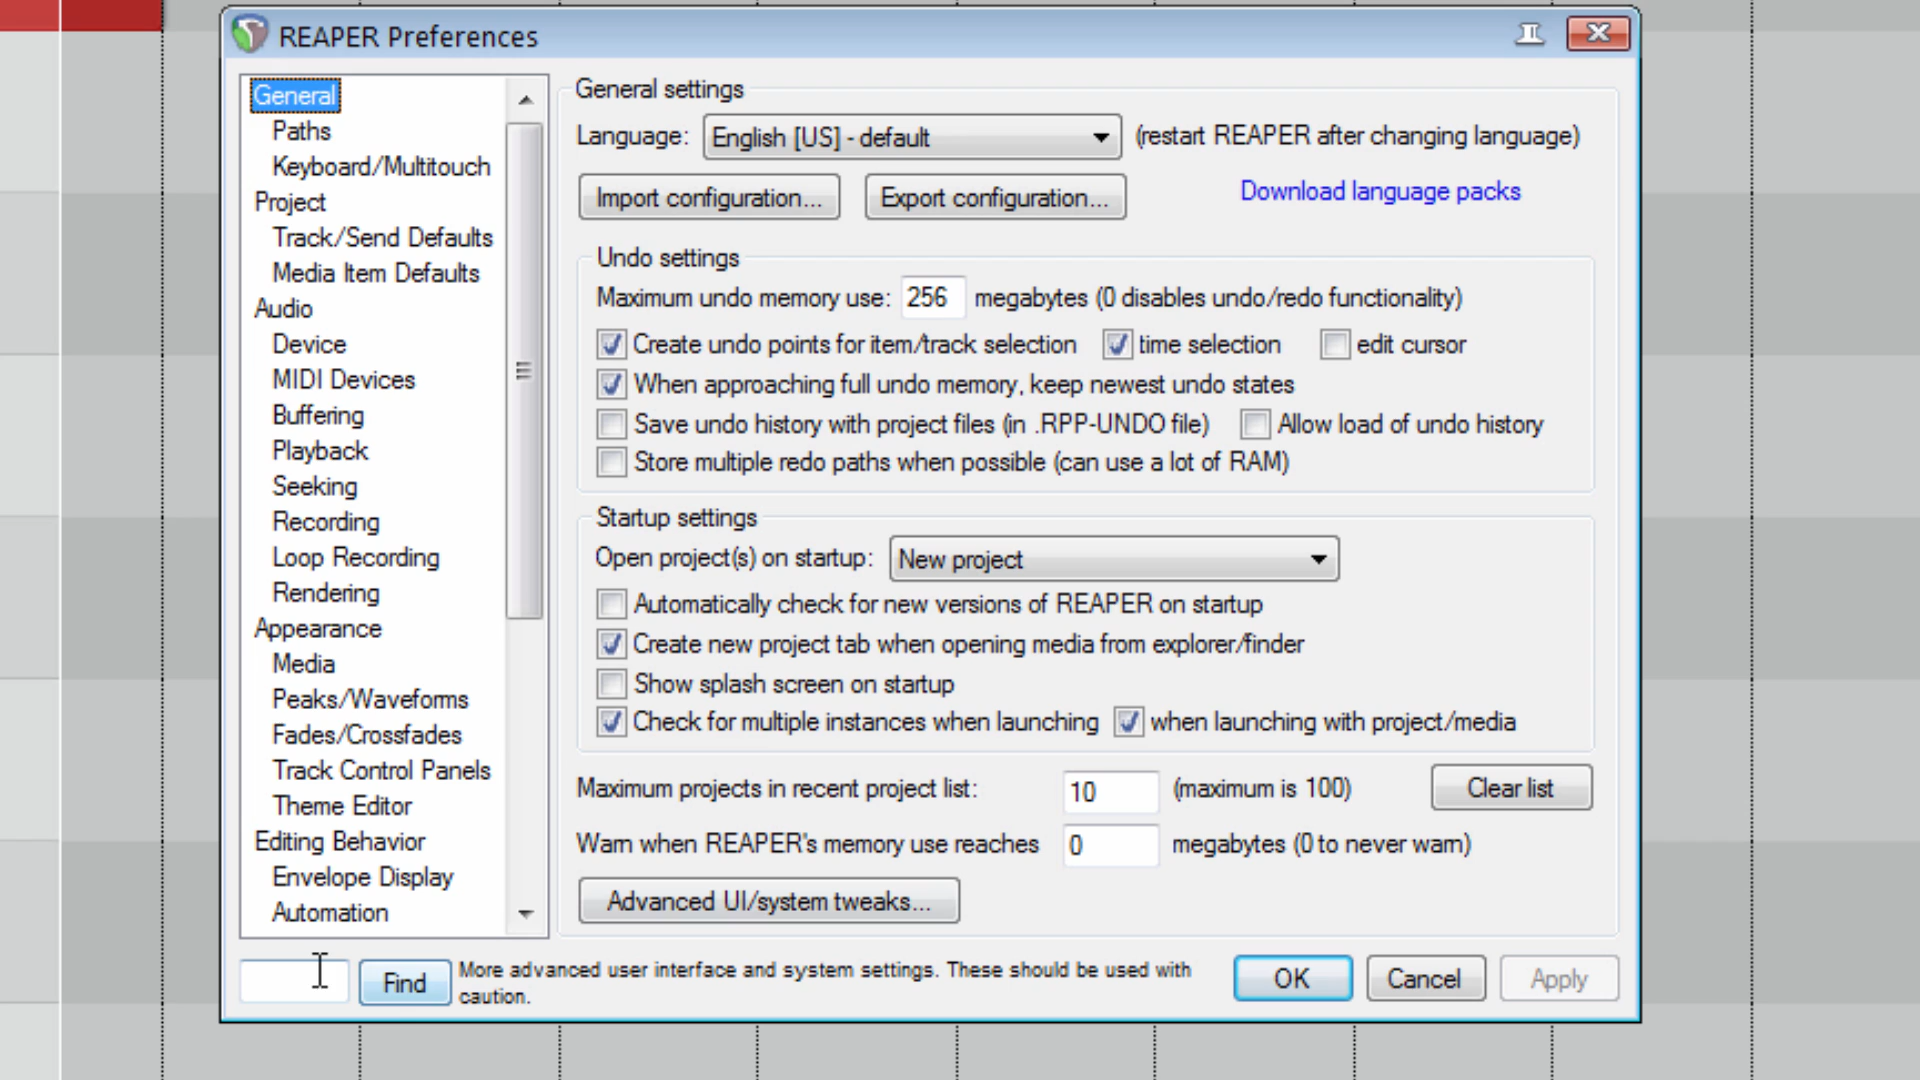 REAPER Preferences
General
Paths
Keyboard/Multitouch
Project
Track/Send Defaults
Media Item Defaults
Audio
Device
MIDI Devices
Buffering
Playback
Seeking
Recording
Loop Recording
Rendering
Appearance
Media
Peaks/Waveforms
Fades/Crossfades
Track Control Panels
Theme Editor
Editing Behavior
Envelope Display
Automation
Find
General settings
Language: English [US] - default (restart REAPER after changing language)
Import configuration... Export configuration... Download language packs
Undo settings
Maximum undo memory use: 256 megabytes (0 disables undo/redo functionality)
Create undo points for item/track selection time selection edit cursor
When approaching full undo memory, keep newest undo states
Save undo history with project files (in .RPP-UNDO file) Allow load of undo history
Store multiple redo paths when possible (can use a lot of RAM)
Startup settings
Open project(s) on startup: New project
Automatically check for new versions of REAPER on startup
Create new project tab when opening media from explorer/finder
Show splash screen on startup
Check for multiple instances when launching when launching with project/media
Maximum projects in recent project list: 10 (maximum is 100) Clear list
Warn when REAPER's memory use reaches 0 megabytes (0 to never warn)
Advanced UI/system tweaks...
More advanced user interface and system settings. These should be used with
caution.
OK Cancel Apply